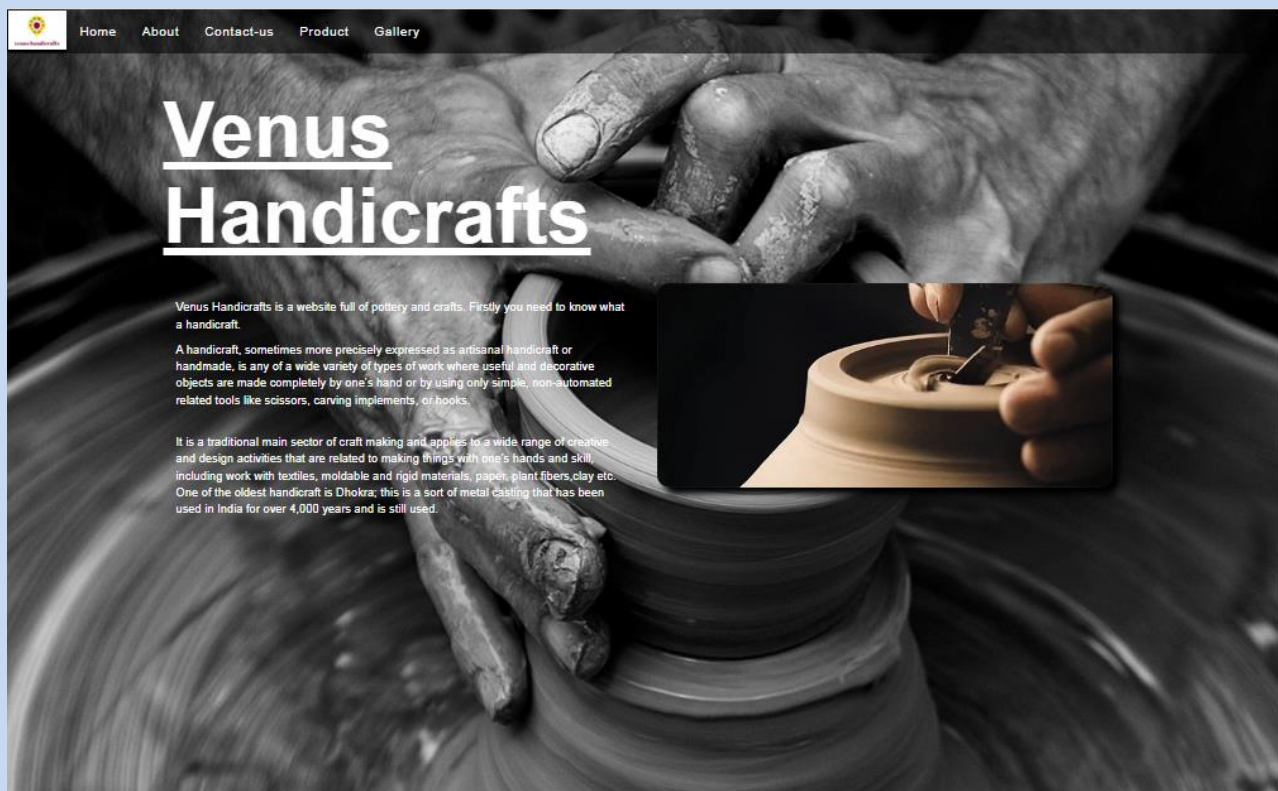 Home About Contact-us Product Gallery
Venus
Handicrafts
Venus Handicrafts is a website full of pottery and crafts. Firstly you need to know what
a handicraft.
A handicraft, sometimes more precisely expressed as artisanal handicraft or
handmade, is any of a wide variety of types of work where useful and decorative
objects are made completely by one's hand or by using only simple, non-automated
related tools like scissors, carving implements, or hooks.
It is a traditional main sector of craft making and applies to a wide range of creative
and design activities that are related to making things with one's hands and skill,
including work with textiles, moldable and rigid materials, paper, plant fibers,clay etc.
One of the oldest handicraft is Dhokra; this is a sort of metal casting that has been
used in India for over 4,000 years and is still used.